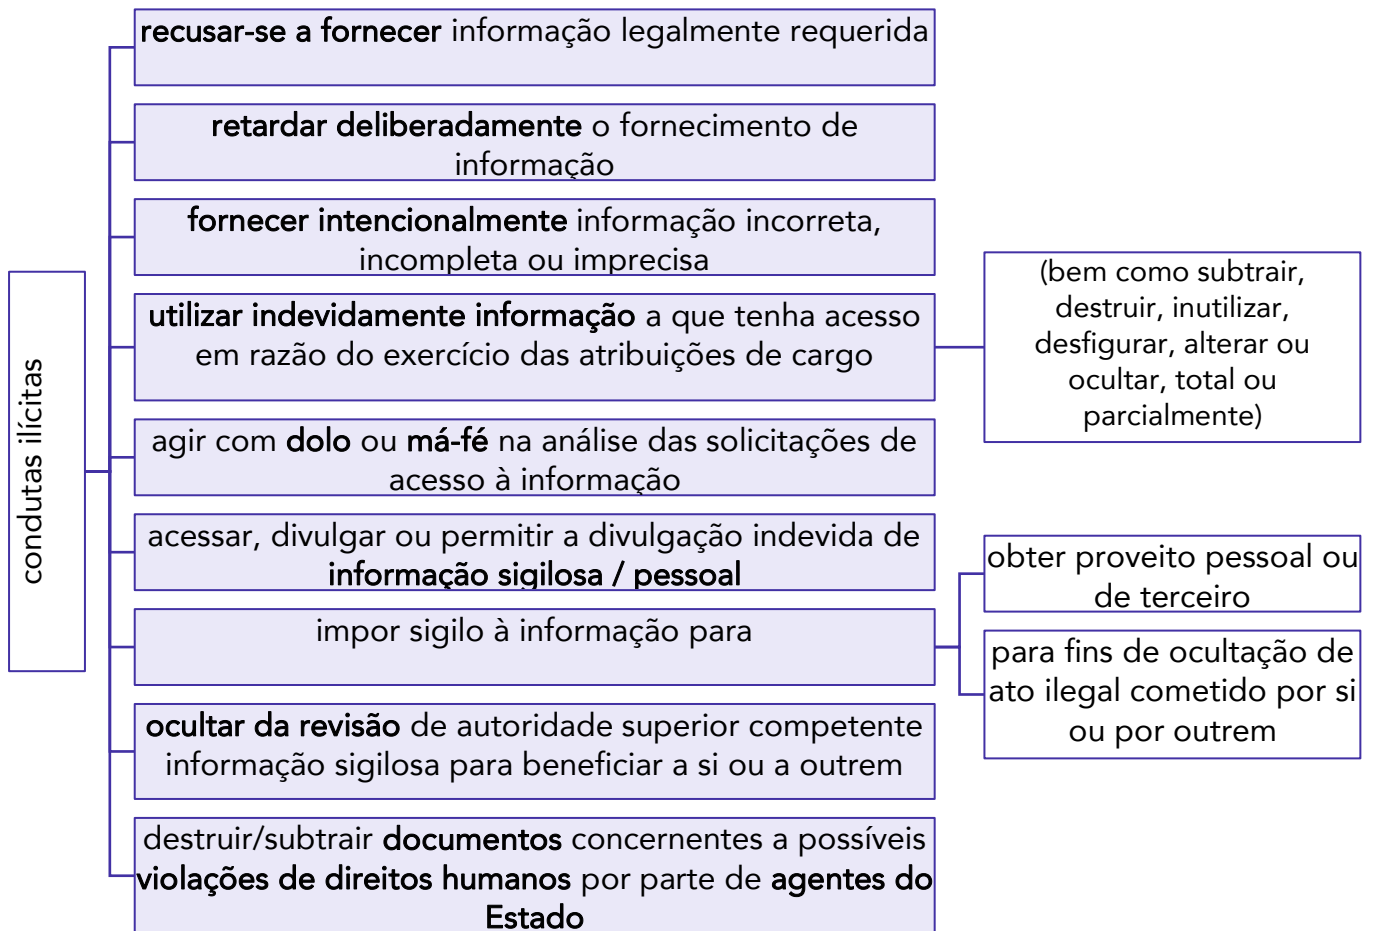 condutas ilícitas
recusar-se a fornecer informação legalmente requerida
retardar deliberadamente o fornecimento de
informação
fornecer intencionalmente informação incorreta,
incompleta ou imprecisa
utilizar indevidamente informação a que tenha acesso
em razão do exercício das atribuições de cargo
(bem como subtrair,
destruir, inutilizar,
desfigurar, alterar ou
ocultar, total ou
parcialmente)
agir com dolo ou má-fé na análise das solicitações de
acesso à informação
acessar, divulgar ou permitir a divulgação indevida de
informação sigilosa / pessoal
impor sigilo à informação para
obter proveito pessoal ou
de terceiro
para fins de ocultação de
ato ilegal cometido por si
ou por outrem
ocultar da revisão de autoridade superior competente
informação sigilosa para beneficiar a si ou a outrem
destruir/subtrair documentos concernentes a possíveis
violações de direitos humanos por parte de agentes do
Estado